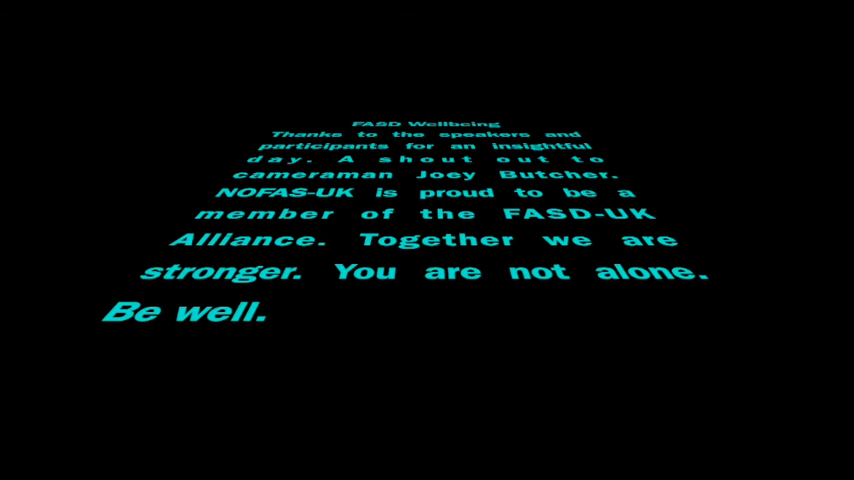 FASD Wellbeing
Thanks to the speakers and
participants for an insightful
day. A shout out to
cameraman Joey Butcher.
NOFAS-UK is proud to be a
member of the FASD-UK
Alliance. Together we are
stronger. You are not alone.
Be well.